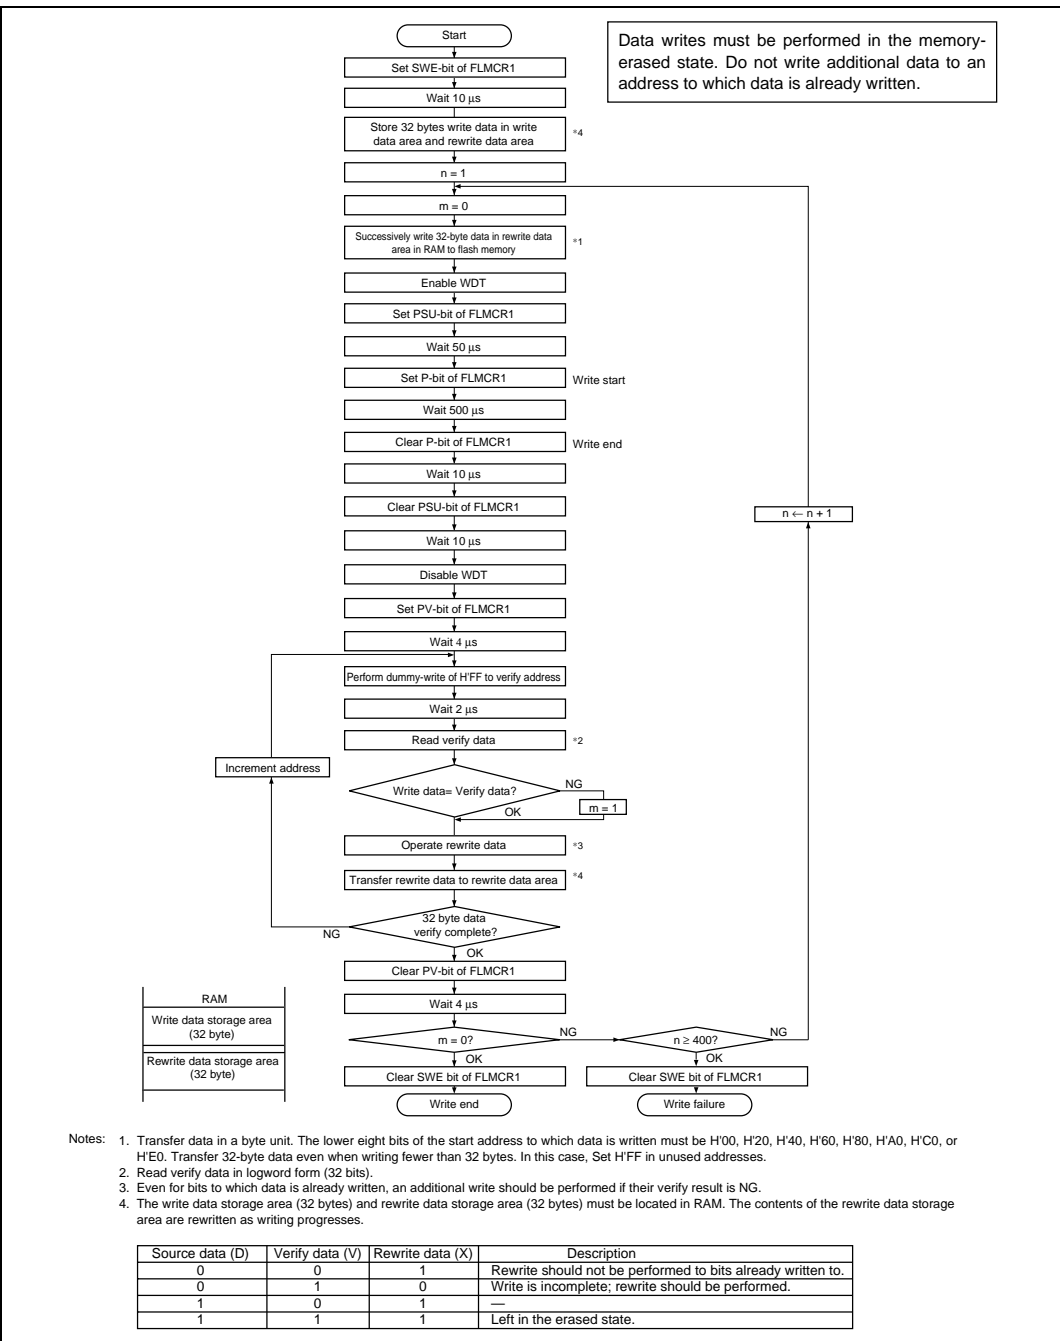 Start
Data writes must be performed in the memory-
erased state. Do not write additional data to an
address to which data is already written.
Set SWE-bit of FLMCR1
Wait 10 μs
Store 32 bytes write data in write
data area and rewrite data area
*4
n = 1
m = 0
Successively write 32-byte data in rewrite data
area in RAM to flash memory
*1
Enable WDT
Set PSU-bit of FLMCR1
Wait 50 μs
Set P-bit of FLMCR1
Write start
Wait 500 μs
Clear P-bit of FLMCR1
Write end
Wait 10 μs
Clear PSU-bit of FLMCR1
n ← n + 1
Wait 10 μs
Disable WDT
Set PV-bit of FLMCR1
Wait 4 μs
Perform dummy-write of H'FF to verify address
Wait 2 μs
Read verify data
*2
Increment address
Write data= Verify data?
NG
m = 1
OK
Operate rewrite data
*3
Transfer rewrite data to rewrite data area
*4
32 byte data
verify complete?
NG
OK
Clear PV-bit of FLMCR1
Wait 4 μs
RAM
Write data storage area
(32 byte)
Rewrite data storage area
(32 byte)
m = 0?
NG
n ≥ 400?
NG
OK
OK
Clear SWE bit of FLMCR1
Clear SWE bit of FLMCR1
Write end
Write failure
Notes: 1. Transfer data in a byte unit. The lower eight bits of the start address to which data is written must be H'00, H'20, H'40, H'60, H'80, H'A0, H'C0, or
H'E0. Transfer 32-byte data even when writing fewer than 32 bytes. In this case, Set H'FF in unused addresses.
2. Read verify data in logword form (32 bits).
3. Even for bits to which data is already written, an additional write should be performed if their verify result is NG.
4. The write data storage area (32 bytes) and rewrite data storage area (32 bytes) must be located in RAM. The contents of the rewrite data storage
area are rewritten as writing progresses.
Source data (D) Verify data (V) Rewrite data (X) Description
0 0 1 Rewrite should not be performed to bits already written to.
0 1 0 Write is incomplete; rewrite should be performed.
1 0 1 —
1 1 1 Left in the erased state.